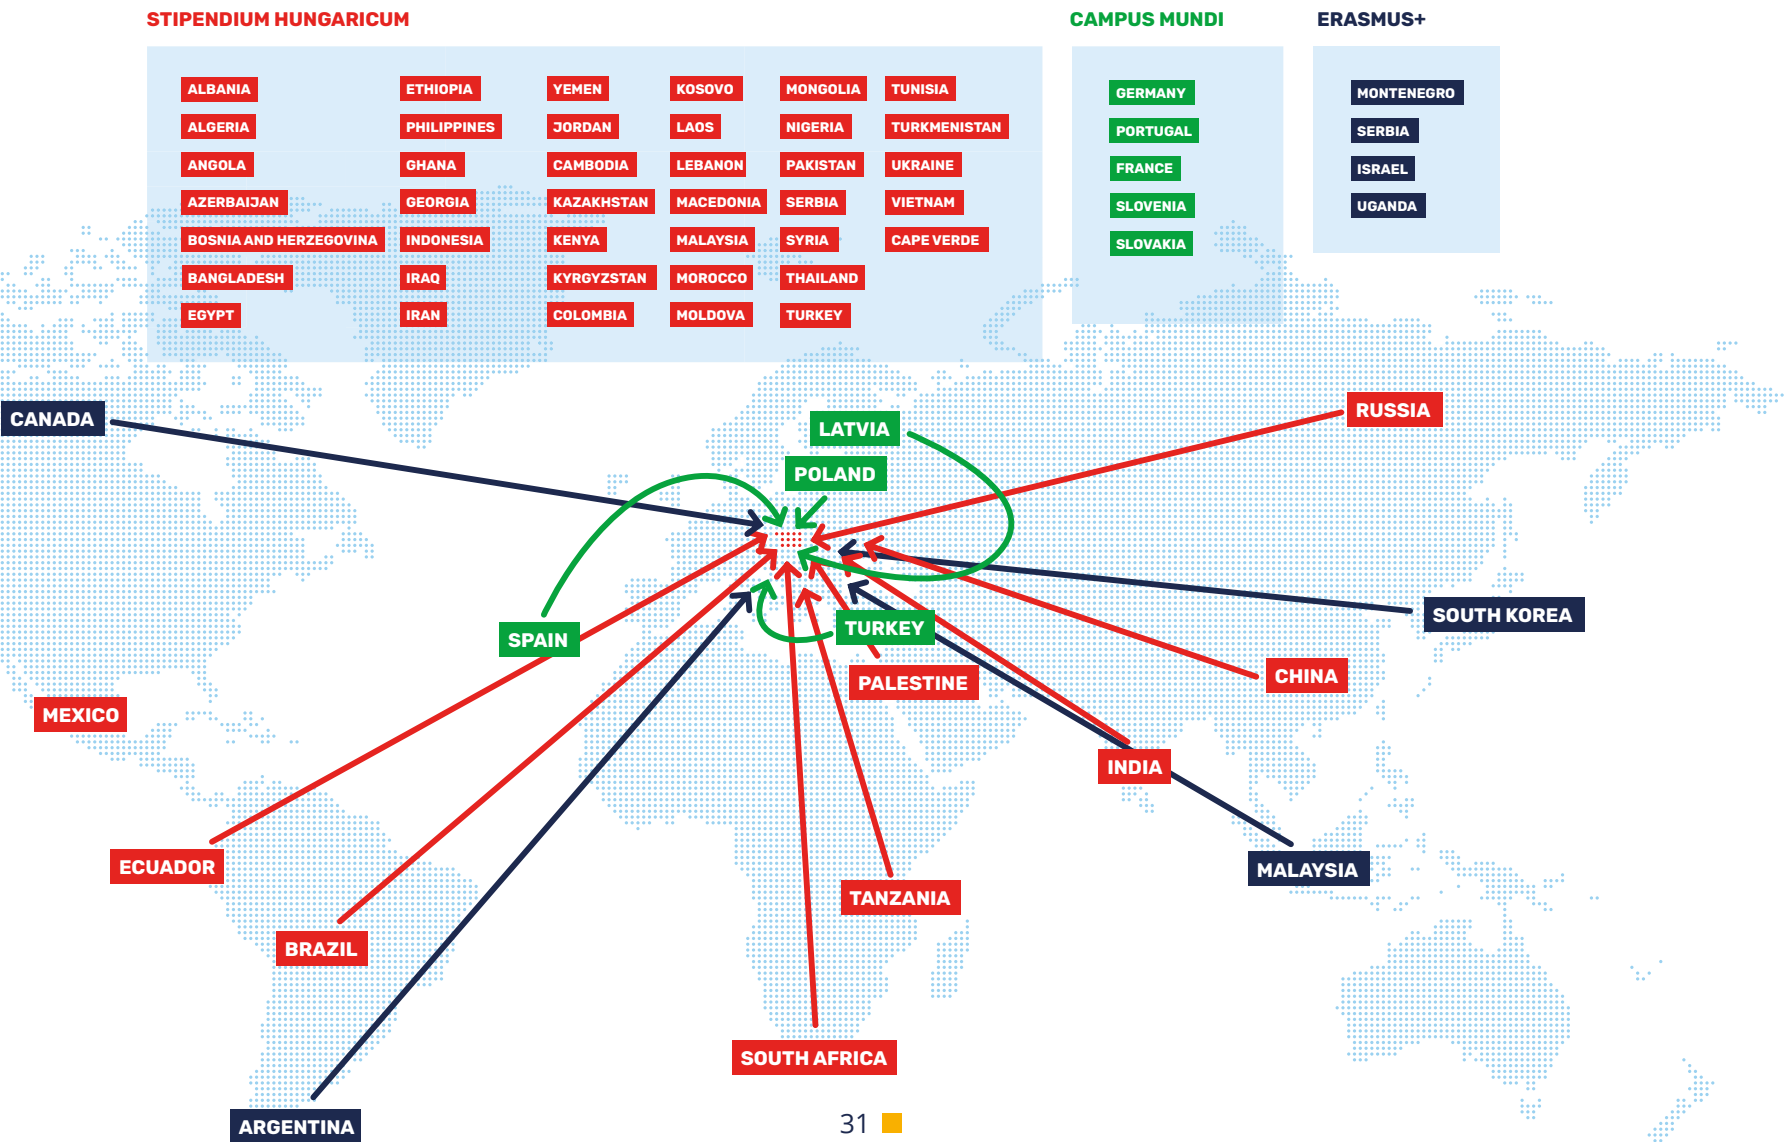 STIPENDIUM HUNGARICUM
ALBANIA
ALGERIA
ANGOLA
AZERBAIJAN
BOSNIA AND HERZEGOVINA
BANGLADESH
EGYPT
ETHIOPIA
PHILIPPINES
GHANA
GEORGIA
INDONESIA
IRAQ
IRAN
YEMEN
JORDAN
CAMBODIA
KAZAKHSTAN
KENYA
KYRGYZSTAN
COLOMBIA
KOSOVO
LAOS
LEBANON
MACEDONIA
MALAYSIA
MOROCCO
MOLDOVA
MONGOLIA
NIGERIA
PAKISTAN
SERBIA
SYRIA
THAILAND
TURKEY
TUNISIA
TURKMENISTAN
UKRAINE
VIETNAM
CAPE VERDE
CAMPUS MUNDI
GERMANY
PORTUGAL
FRANCE
SLOVENIA
SLOVAKIA
ERASMUS+
MONTENEGRO
SERBIA
ISRAEL
UGANDA
CANADA
RUSSIA
LATVIA
POLAND
SPAIN
TURKEY
SOUTH KOREA
PALESTINE
CHINA
MEXICO
INDIA
ECUADOR
MALAYSIA
TANZANIA
BRAZIL
SOUTH AFRICA
ARGENTINA
31